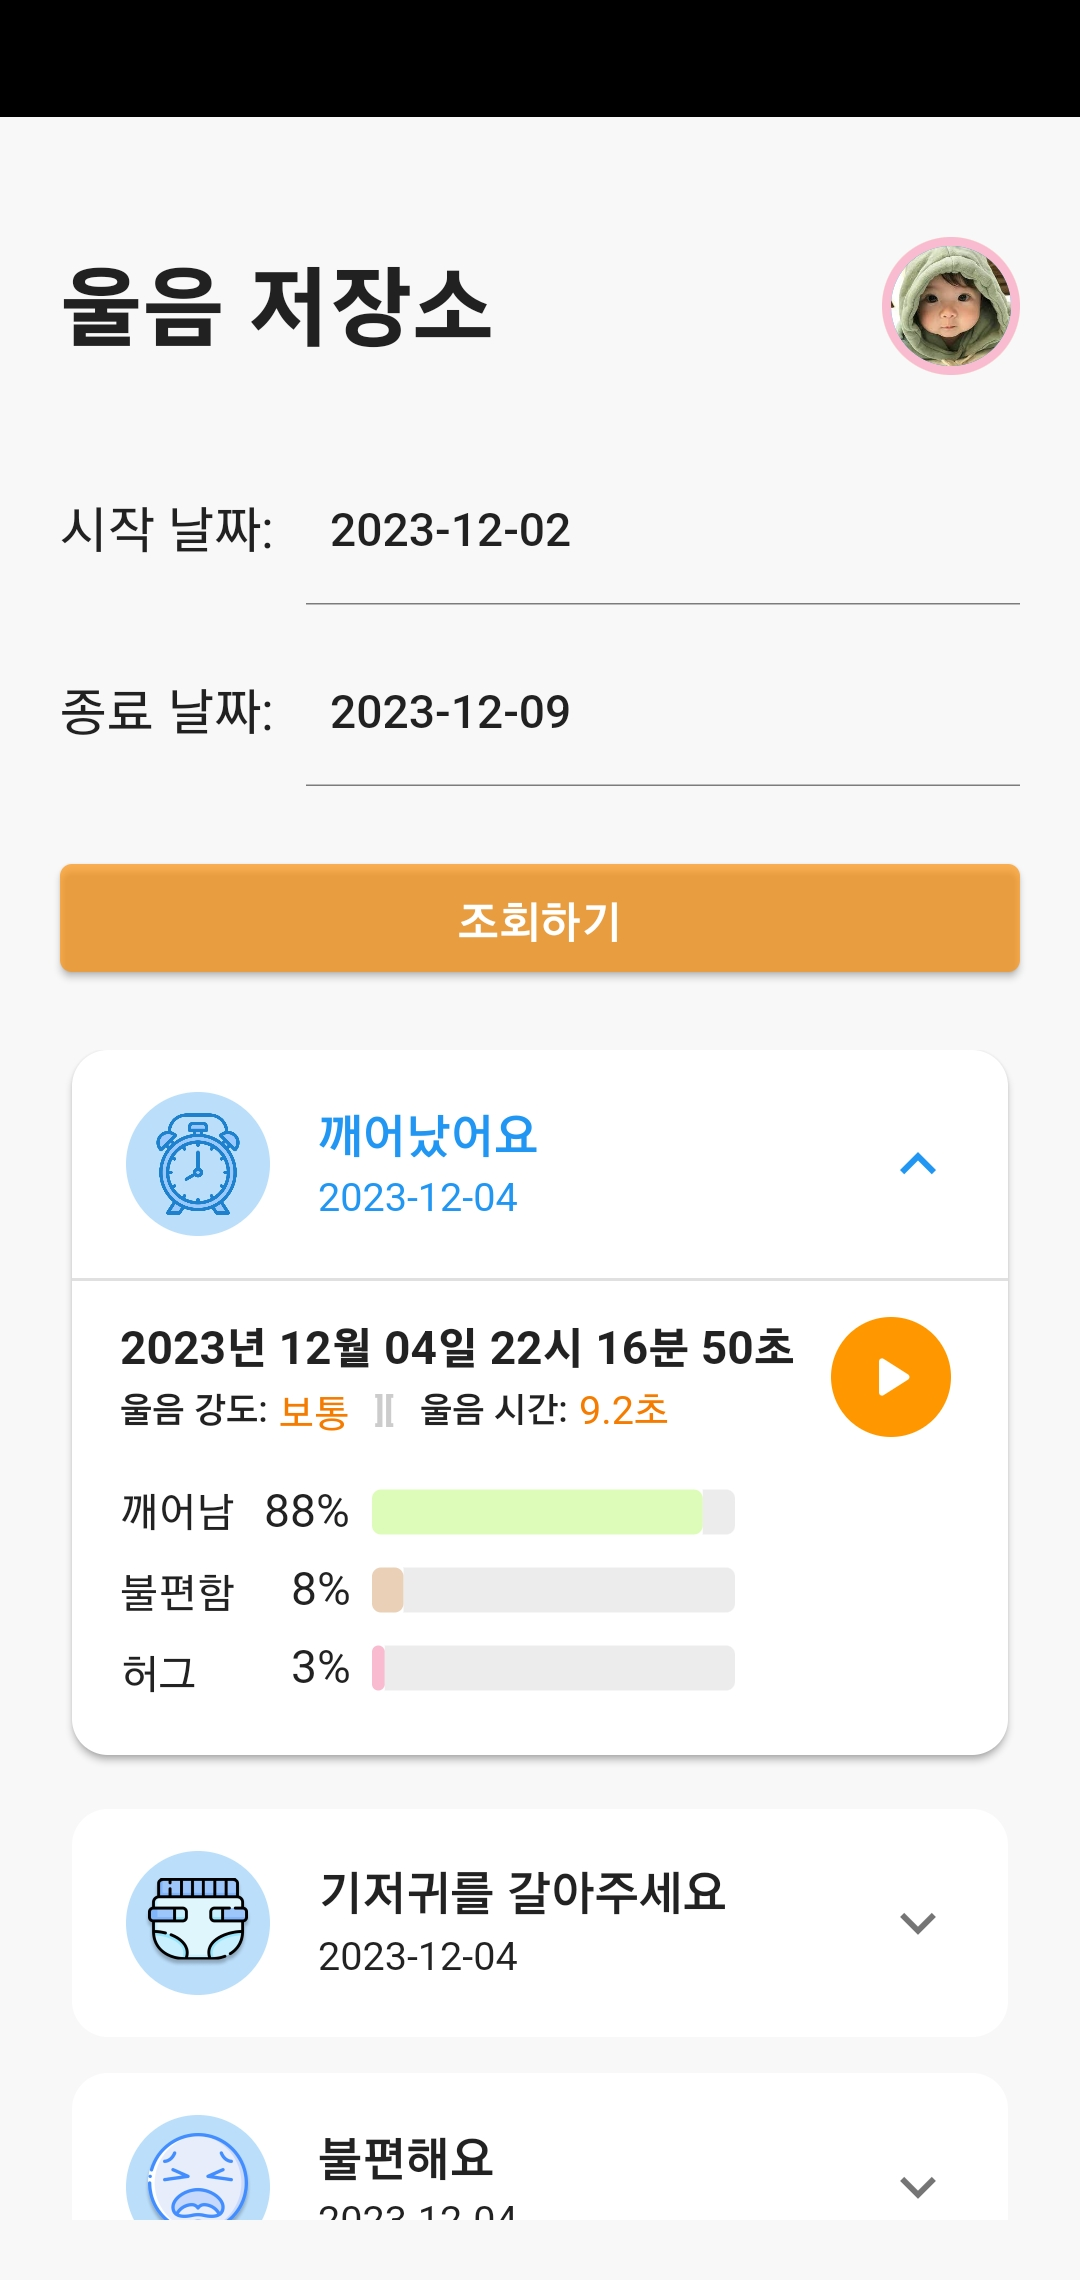 울음 저장소
시작 날짜: 2023-12-02
종료 날짜: 2023-12-09
조회하기
깨어났어요
2023-12-04
2023년 12월 04일 22시 16분 50초
울음 강도: 보통 ][ 울음 시간: 9.2초
깨어남 88%
불편함 8%
허그 3%
기저귀를 갈아주세요
2023-12-04
불편해요
2023-12-04